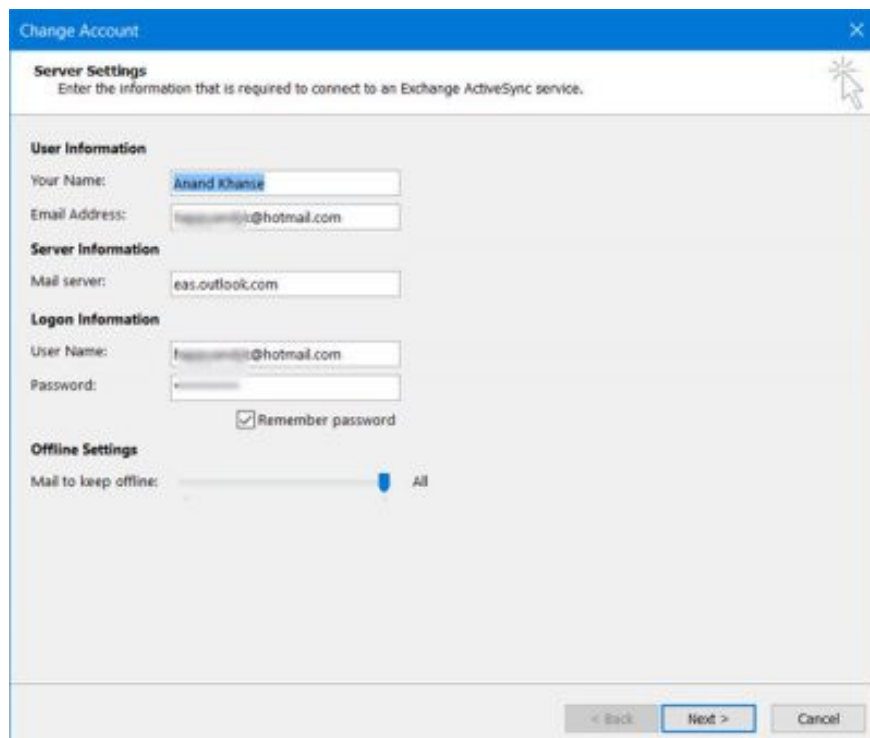 Change Account
Server Settings
Enter the information that is required to connect to an Exchange ActiveSync service.
User Information
Your Name: Anand Khanse
Email Address: @hotmail.com
Server Information
Mail server: eas.outlook.com
Logon Information
User Name: @hotmail.com
Password:
Remember password
Offline Settings
Mail to keep offline: All
< Back Next > Cancel